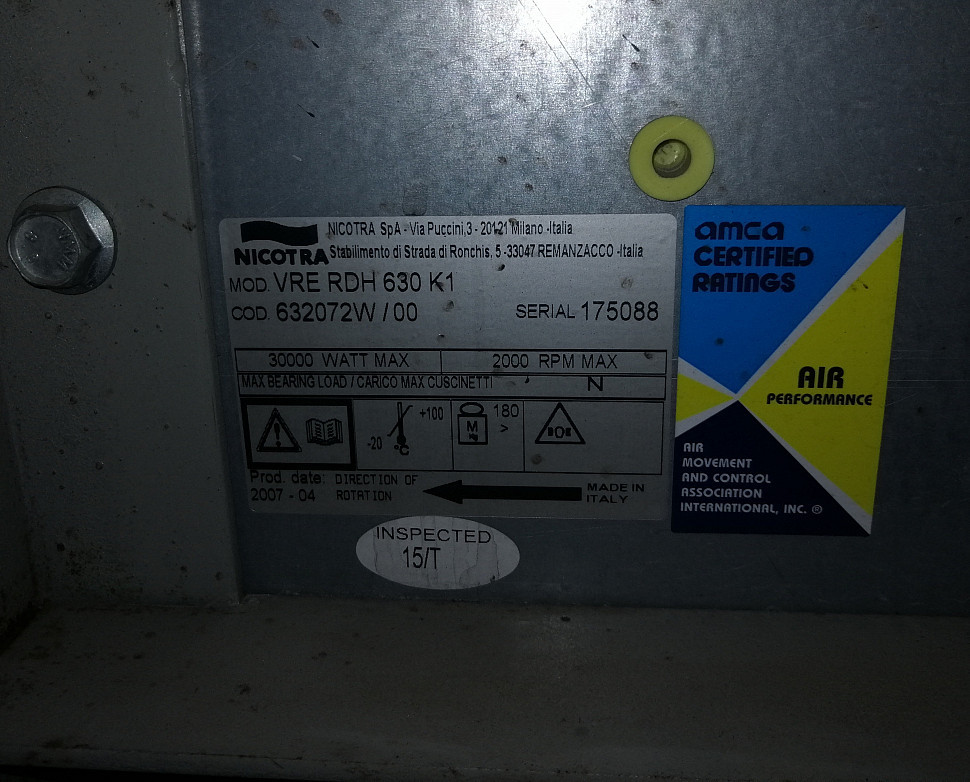 NICOTRA SpA - Via Puccini,3 - 20121 Milano -Italia
NICOTRA Stabilimento di Strada di Ronchis, 5 -33047 REMANZACCO -Italia
MOD. VRE RDH 630 K1
COD. 632072W / 00 SERIAL 175088
30000 WATT MAX 2000 RPM MAX
MAX BEARING LOAD / CARICO MAX CUSCINETTI N
-20 +100 °C
M
Kg
180
>
Prod. date: DIRECTION OF
2007 - 04 ROTATION
MADE IN
ITALY
INSPECTED
15/T
amca
CERTIFIED
RATINGS
AIR
PERFORMANCE
AIR
MOVEMENT
AND CONTROL
ASSOCIATION
INTERNATIONAL, INC. ®